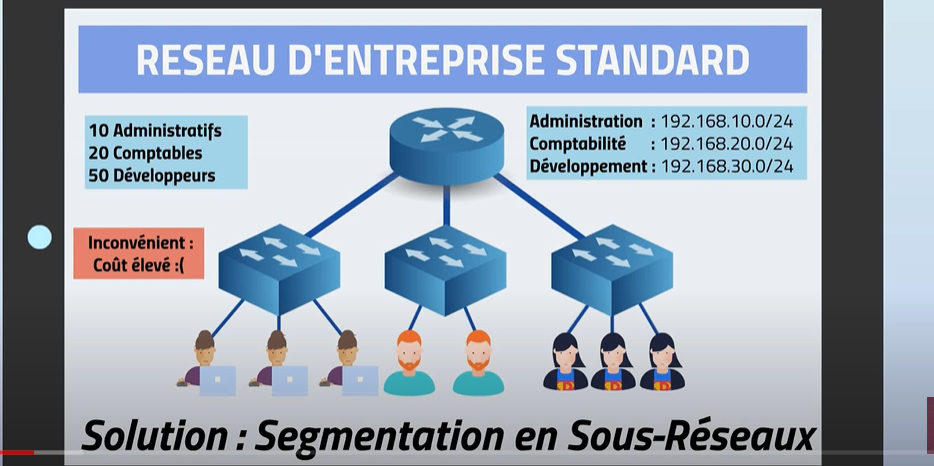 RESEAU D'ENTREPRISE STANDARD
10 Administratifs
20 Comptables
50 Développeurs
Administration : 192.168.10.0/24
Comptabilité : 192.168.20.0/24
Développement : 192.168.30.0/24
Inconvénient :
Coût élevé :(
Solution : Segmentation en Sous-Réseaux